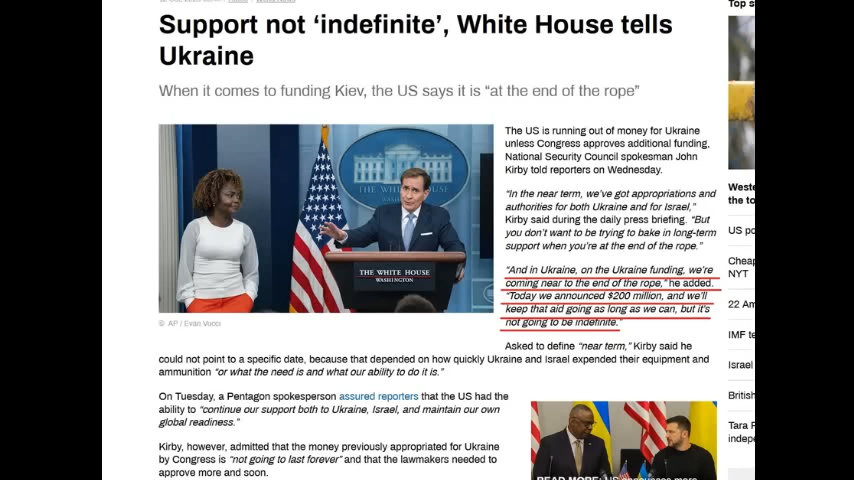 Top s
Support not ‘indefinite’, White House tells
Ukraine
When it comes to funding Kiev, the US says it is “at the end of the rope”
The US is running out of money for Ukraine
unless Congress approves additional funding,
National Security Council spokesman John
Kirby told reporters on Wednesday.
“In the near term, we’ve got appropriations and
authorities for both Ukraine and for Israel,”
Kirby said during the daily press briefing. “But
you don’t want to be trying to bake in long-term
support when you’re at the end of the rope.”
“And in Ukraine, on the Ukraine funding, we’re
coming near to the end of the rope,” he added.
“Today we announced $200 million, and we’ll
keep that aid going as long as we can, but it’s
not going to be indefinite.”
THE WHITE HOUSE
WASHINGTON
© AP / Evan Vucci
Asked to define “near term,” Kirby said he
could not point to a specific date, because that depended on how quickly Ukraine and Israel expended their equipment and
ammunition “or what the need is and what our ability to do it is.”
On Tuesday, a Pentagon spokesperson assured reporters that the US had the
ability to “continue our support both to Ukraine, Israel, and maintain our own
global readiness.”
Kirby, however, admitted that the money previously appropriated for Ukraine
by Congress is “not going to last forever” and that the lawmakers needed to
approve more and soon.
READ MORE: US announces more
Weste
the to
US po
Cheap
NYT
22 Am
IMF te
Israel
British
Tara R
indepe